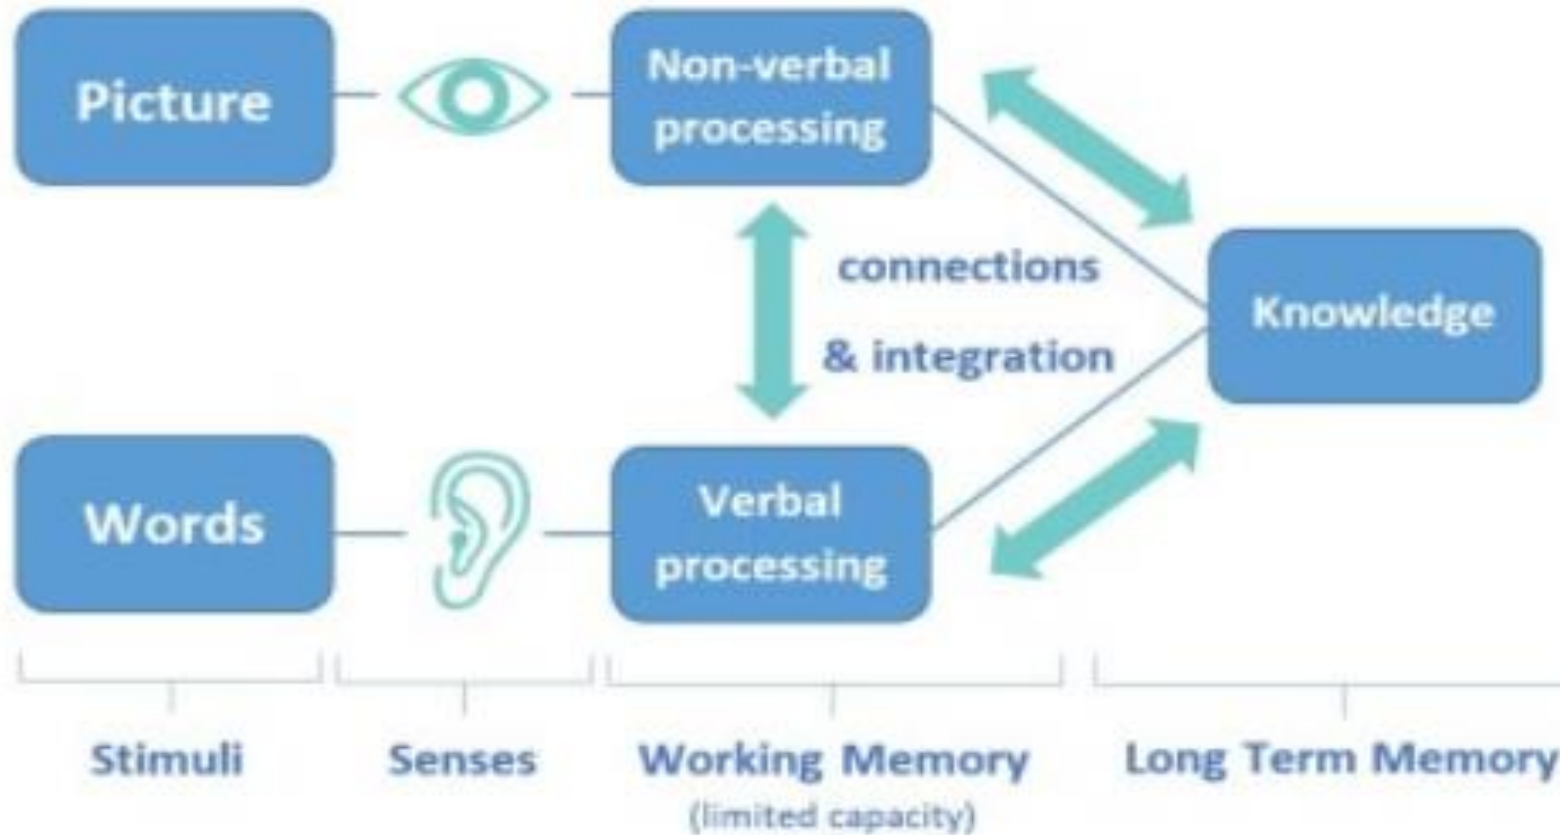 Picture
Non-verbal
processing
connections
& integration
Knowledge
Words
Verbal
processing
Stimuli
Senses
Working Memory
(limited capacity)
Long Term Memory